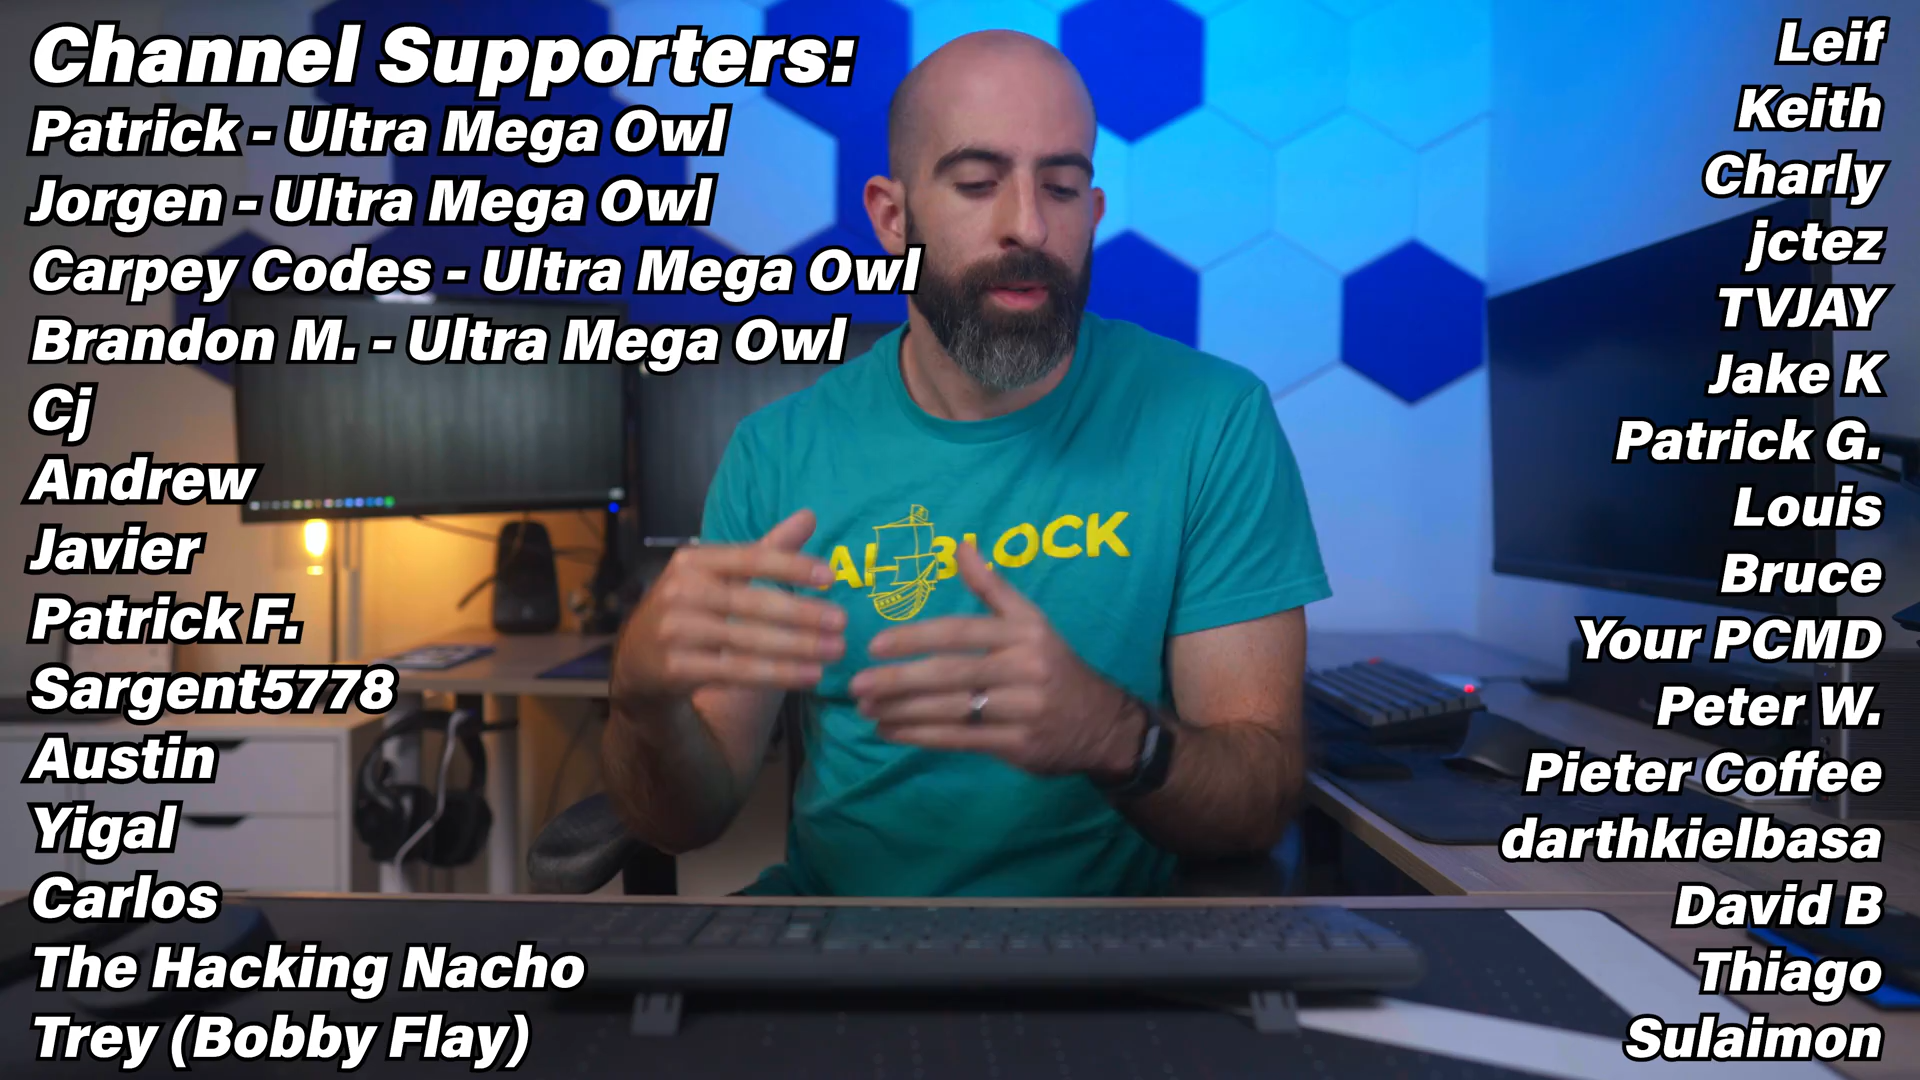 Channel Supporters:
Patrick - Ultra Mega Owl
Jorgen - Ultra Mega Owl
Carpey Codes - Ultra Mega Owl
Brandon M. - Ultra Mega Owl
Cj
Andrew
Javier
Patrick F.
Sargent5778
Austin
Yigal
Carlos
The Hacking Nacho
Trey (Bobby Flay)
Leif
Keith
Charly
jctez
TVJAY
Jake K
Patrick G.
Louis
Bruce
Your PCMD
Peter W.
Pieter Coffee
darthkielbasa
David B
Thiago
Sulaimon